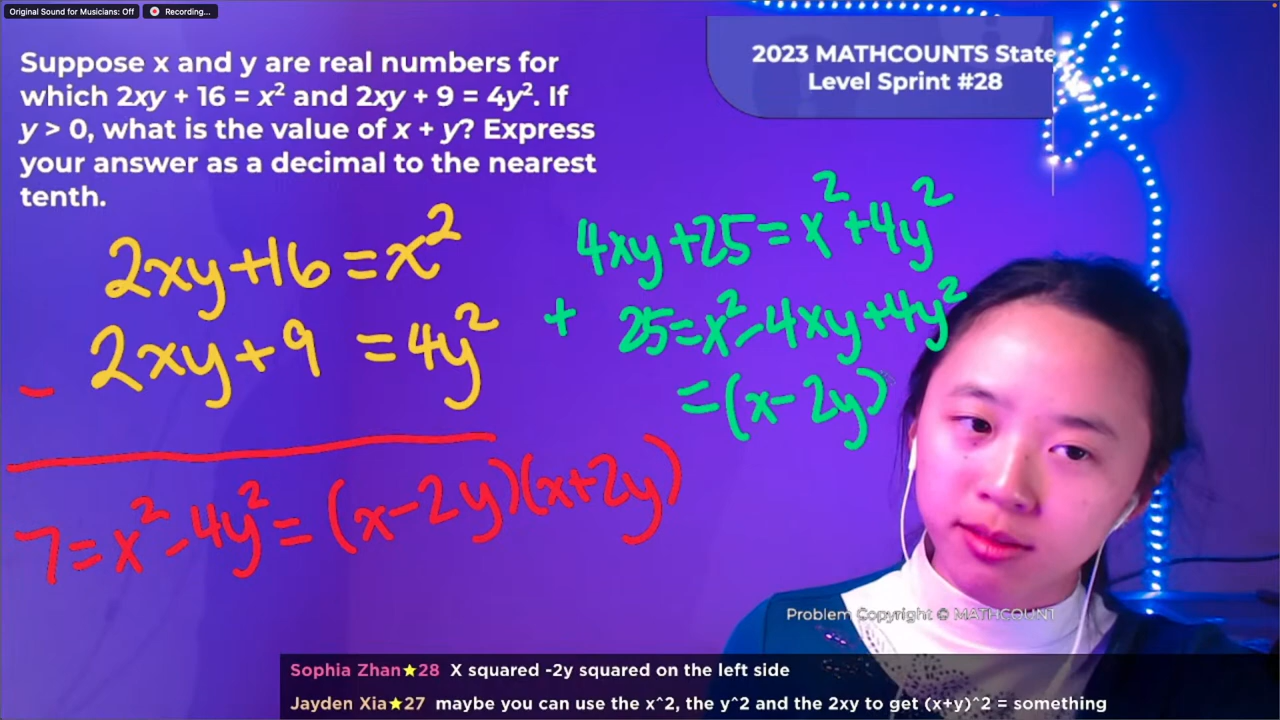 Original Sound for Musicians: Off
Recording...
Suppose x and y are real numbers for
which 2xy + 16 = x² and 2xy + 9 = 4y². If
y > 0, what is the value of x + y? Express
your answer as a decimal to the nearest
tenth.
2023 MATHCOUNTS State
Level Sprint #28
2xy+16=x²
2xy+9=4y²
-
7=x²-4y²=(x-2y)(x+2y)
4xy+25=x²+4y²
+
25=x²-4xy+4y²
=(x-2y)
Problem Copyright © MATHCOUNT
Sophia Zhan★28 X squared -2y squared on the left side
Jayden Xia★27 maybe you can use the x^2, the y^2 and the 2xy to get (x+y)^2 = something